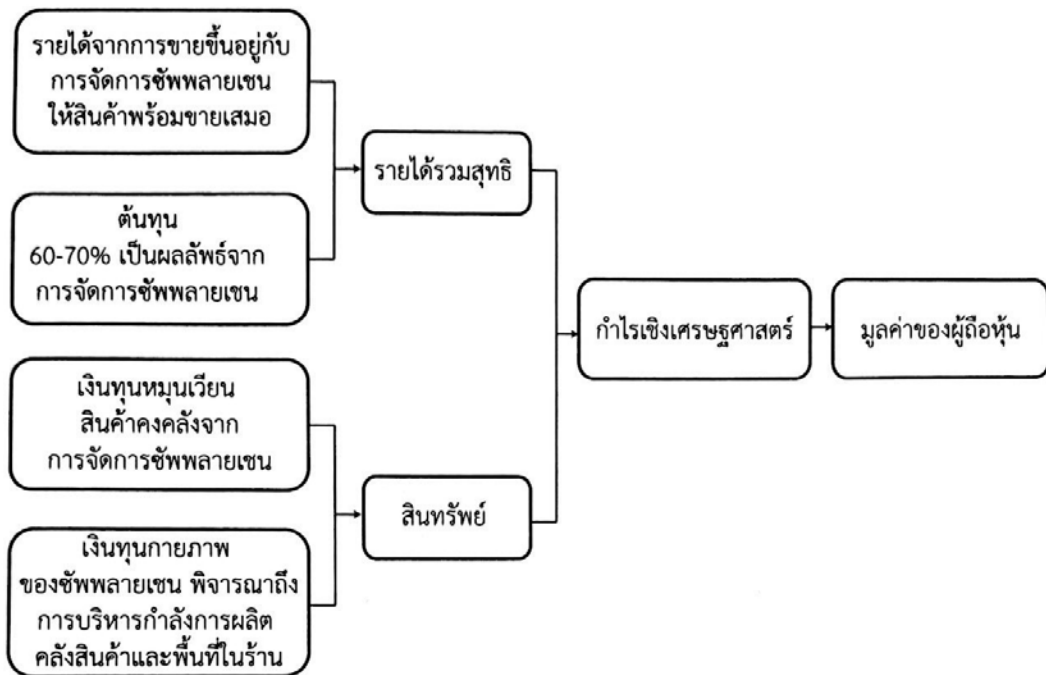 รายได้จากการขายขึ้นอยู่กับ
การจัดการซัพพลายเชน
ให้สินค้าพร้อมขายเสมอ
ต้นทุน
60-70% เป็นผลลัพธ์จาก
การจัดการซัพพลายเชน
รายได้รวมสุทธิ
เงินทุนหมุนเวียน
สินค้าคงคลังจาก
การจัดการซัพพลายเชน
เงินทุนกายภาพ
ของซัพพลายเชน พิจารณาถึง
การบริหารกำลังการผลิต
คลังสินค้าและพื้นที่ในร้าน
สินทรัพย์
กำไรเชิงเศรษฐศาสตร์
มูลค่าของผู้ถือหุ้น